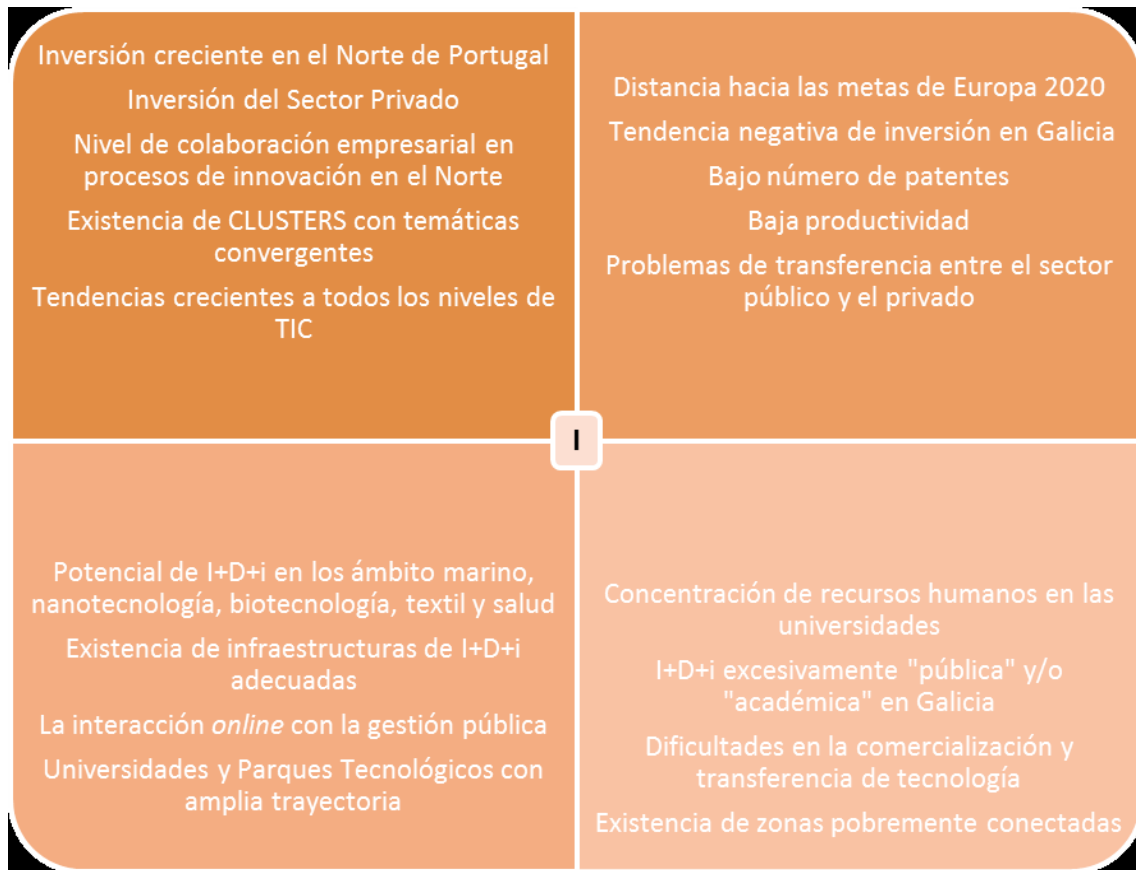 Inversión creciente en el Norte de Portugal
Inversión del Sector Privado
Nivel de colaboración empresarial en
procesos de innovación en el Norte
Existencia de CLUSTERS con temáticas
convergentes
Tendencias crecientes a todos los niveles de
TIC
Distancia hacia las metas de Europa 2020
Tendencia negativa de inversión en Galicia
Bajo número de patentes
Baja productividad
Problemas de transferencia entre el sector
público y el privado
I
Potencial de I+D+i en los ámbito marino,
nanotecnología, biotecnología, textil y salud
Existencia de infraestructuras de I+D+i
adecuadas
La interacción online con la gestión pública
Universidades y Parques Tecnológicos con
amplia trayectoria
Concentración de recursos humanos en las
universidades
I+D+i excesivamente "pública" y/o
"académica" en Galicia
Dificultades en la comercialización y
transferencia de tecnología
Existencia de zonas pobremente conectadas